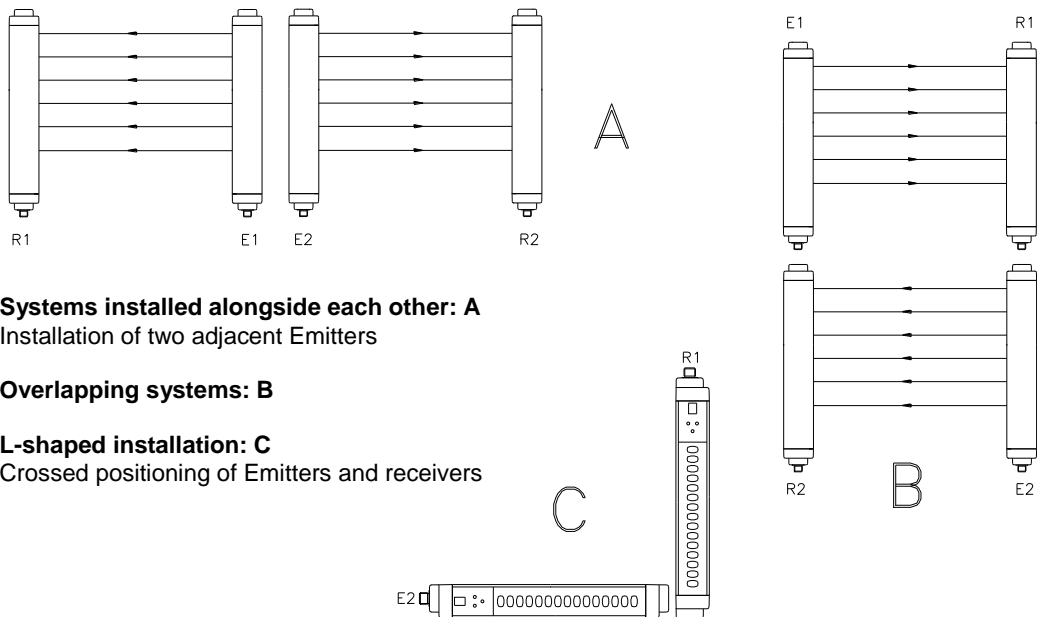 E1 R1
A
R1 E1 E2 R2
Systems installed alongside each other: A
Installation of two adjacent Emitters
Overlapping systems: B
L-shaped installation: C
Crossed positioning of Emitters and receivers
R1
R2 E2
B
C
E2